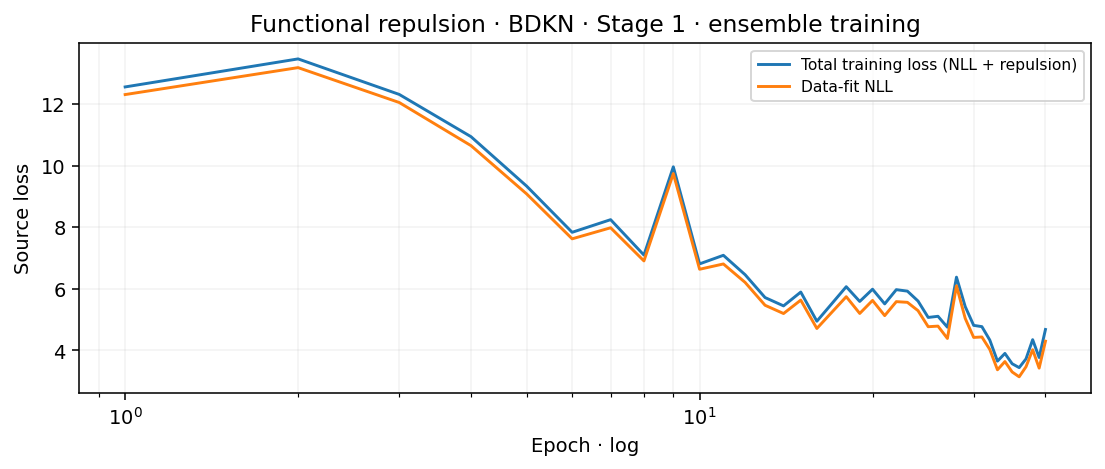 Functional repulsion · BDKN · Stage 1 · ensemble training
Total training loss (NLL + repulsion)
Data-fit NLL
Source loss
12
10
8
6
4
10⁰
10¹
Epoch · log